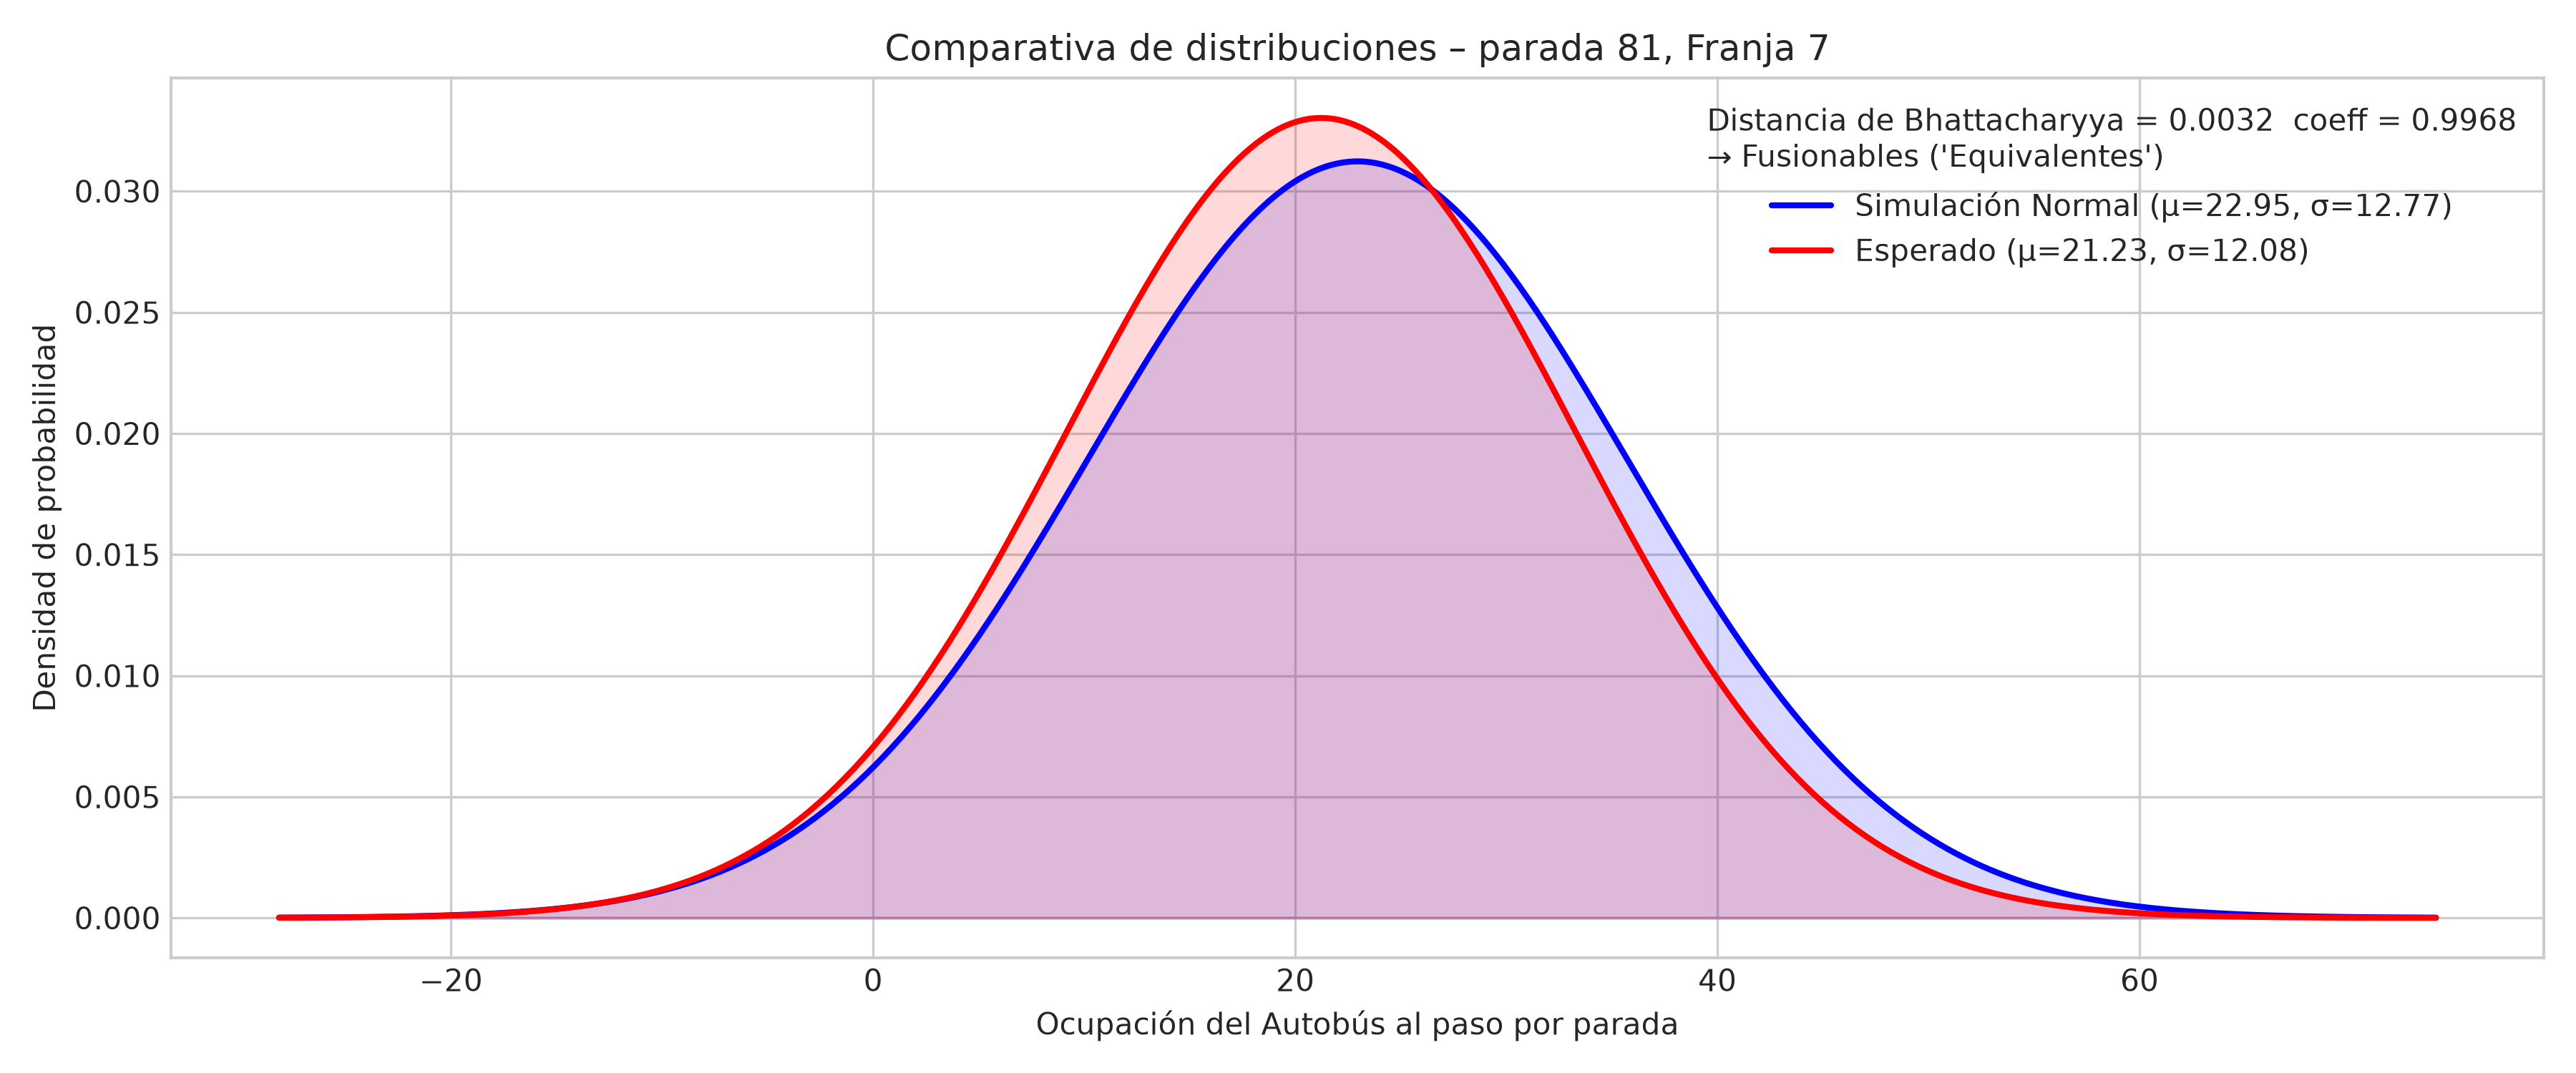 Comparativa de distribuciones – parada 81, Franja 7
Distancia de Bhattacharyya = 0.0032  coeff = 0.9968
→ Fusionables ('Equivalentes')
Simulación Normal (μ=22.95, σ=12.77)
Esperado (μ=21.23, σ=12.08)
Densidad de probabilidad
0.030
0.025
0.020
0.015
0.010
0.005
0.000
−20 0 20 40 60
Ocupación del Autobús al paso por parada